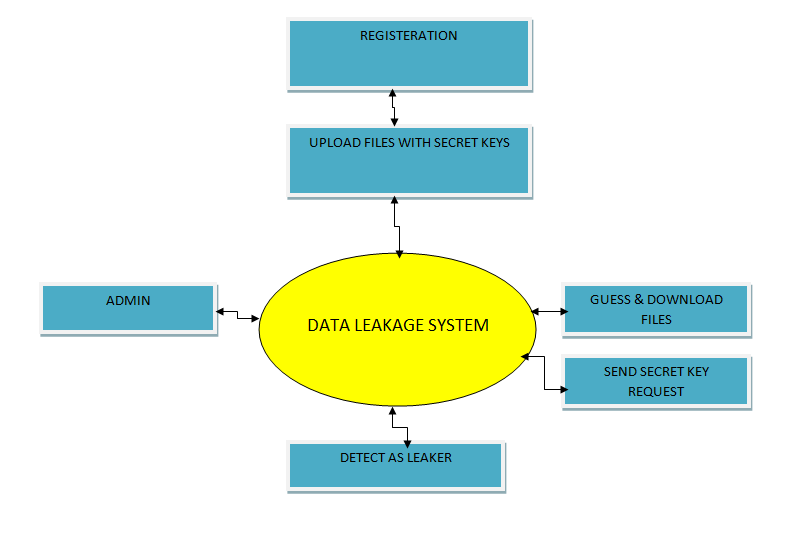 REGISTERATION
UPLOAD FILES WITH SECRET KEYS
ADMIN
DATA LEAKAGE SYSTEM
GUESS & DOWNLOAD
FILES
SEND SECRET KEY
REQUEST
DETECT AS LEAKER